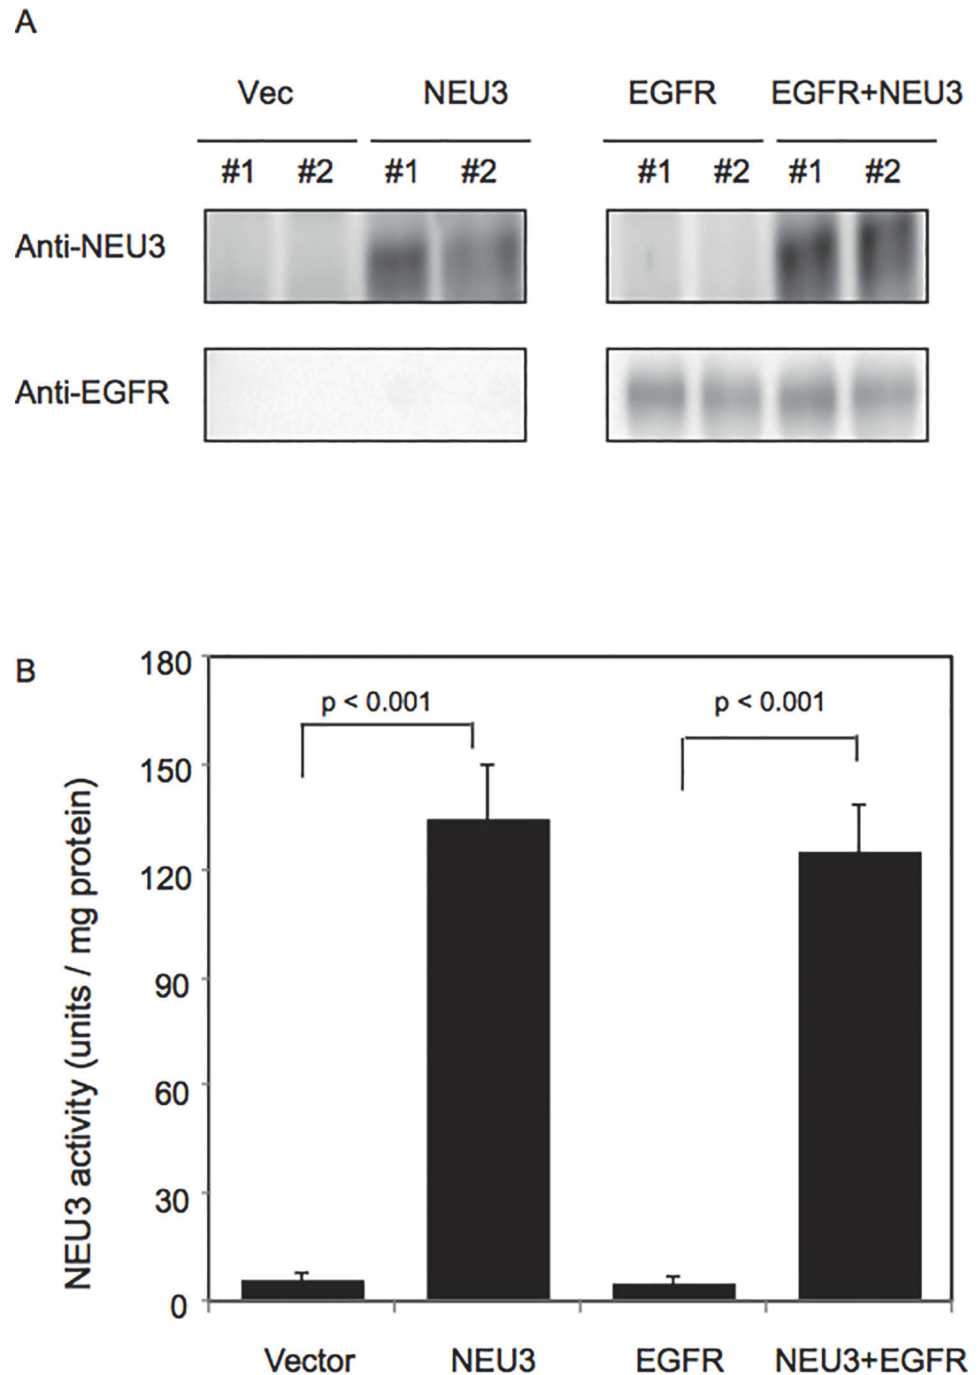 A
Vec NEU3 EGFR EGFR+NEU3
#1 #2 #1 #2 #1 #2 #1 #2
Anti-NEU3
Anti-EGFR
B
180
150
120
90
60
30
0
NEU3 activity (units / mg protein)
p < 0.001 p < 0.001
Vector NEU3 EGFR NEU3+EGFR